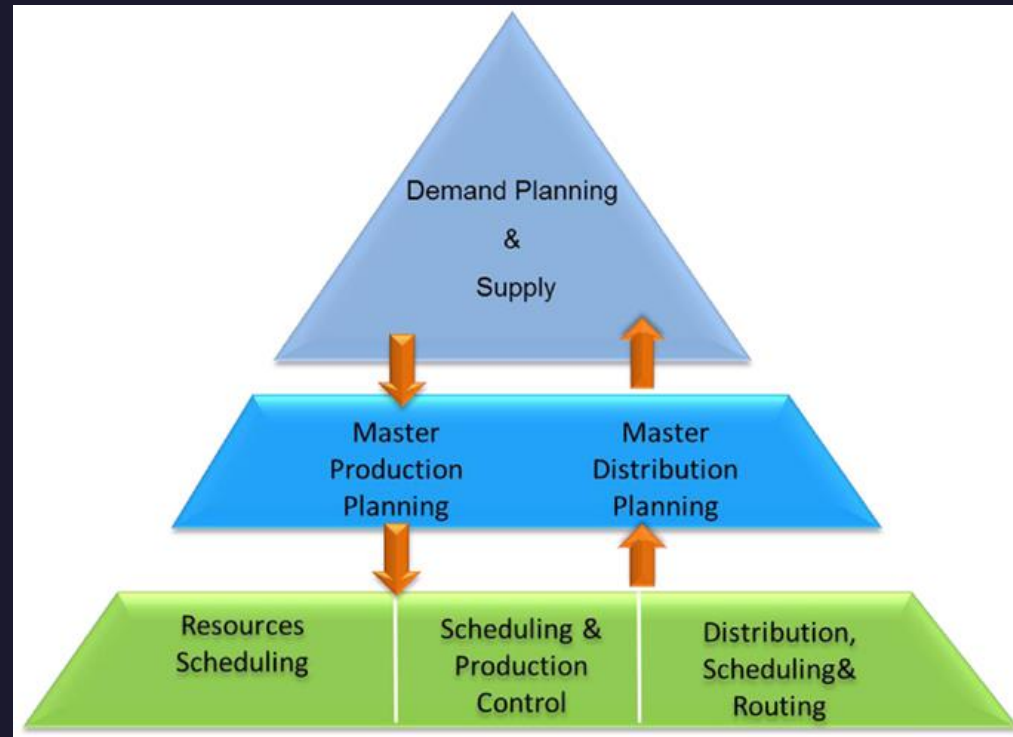 Demand Planning
&
Supply
Master
Production
Planning
Master
Distribution
Planning
Resources
Scheduling
Scheduling &
Production
Control
Distribution,
Scheduling&
Routing